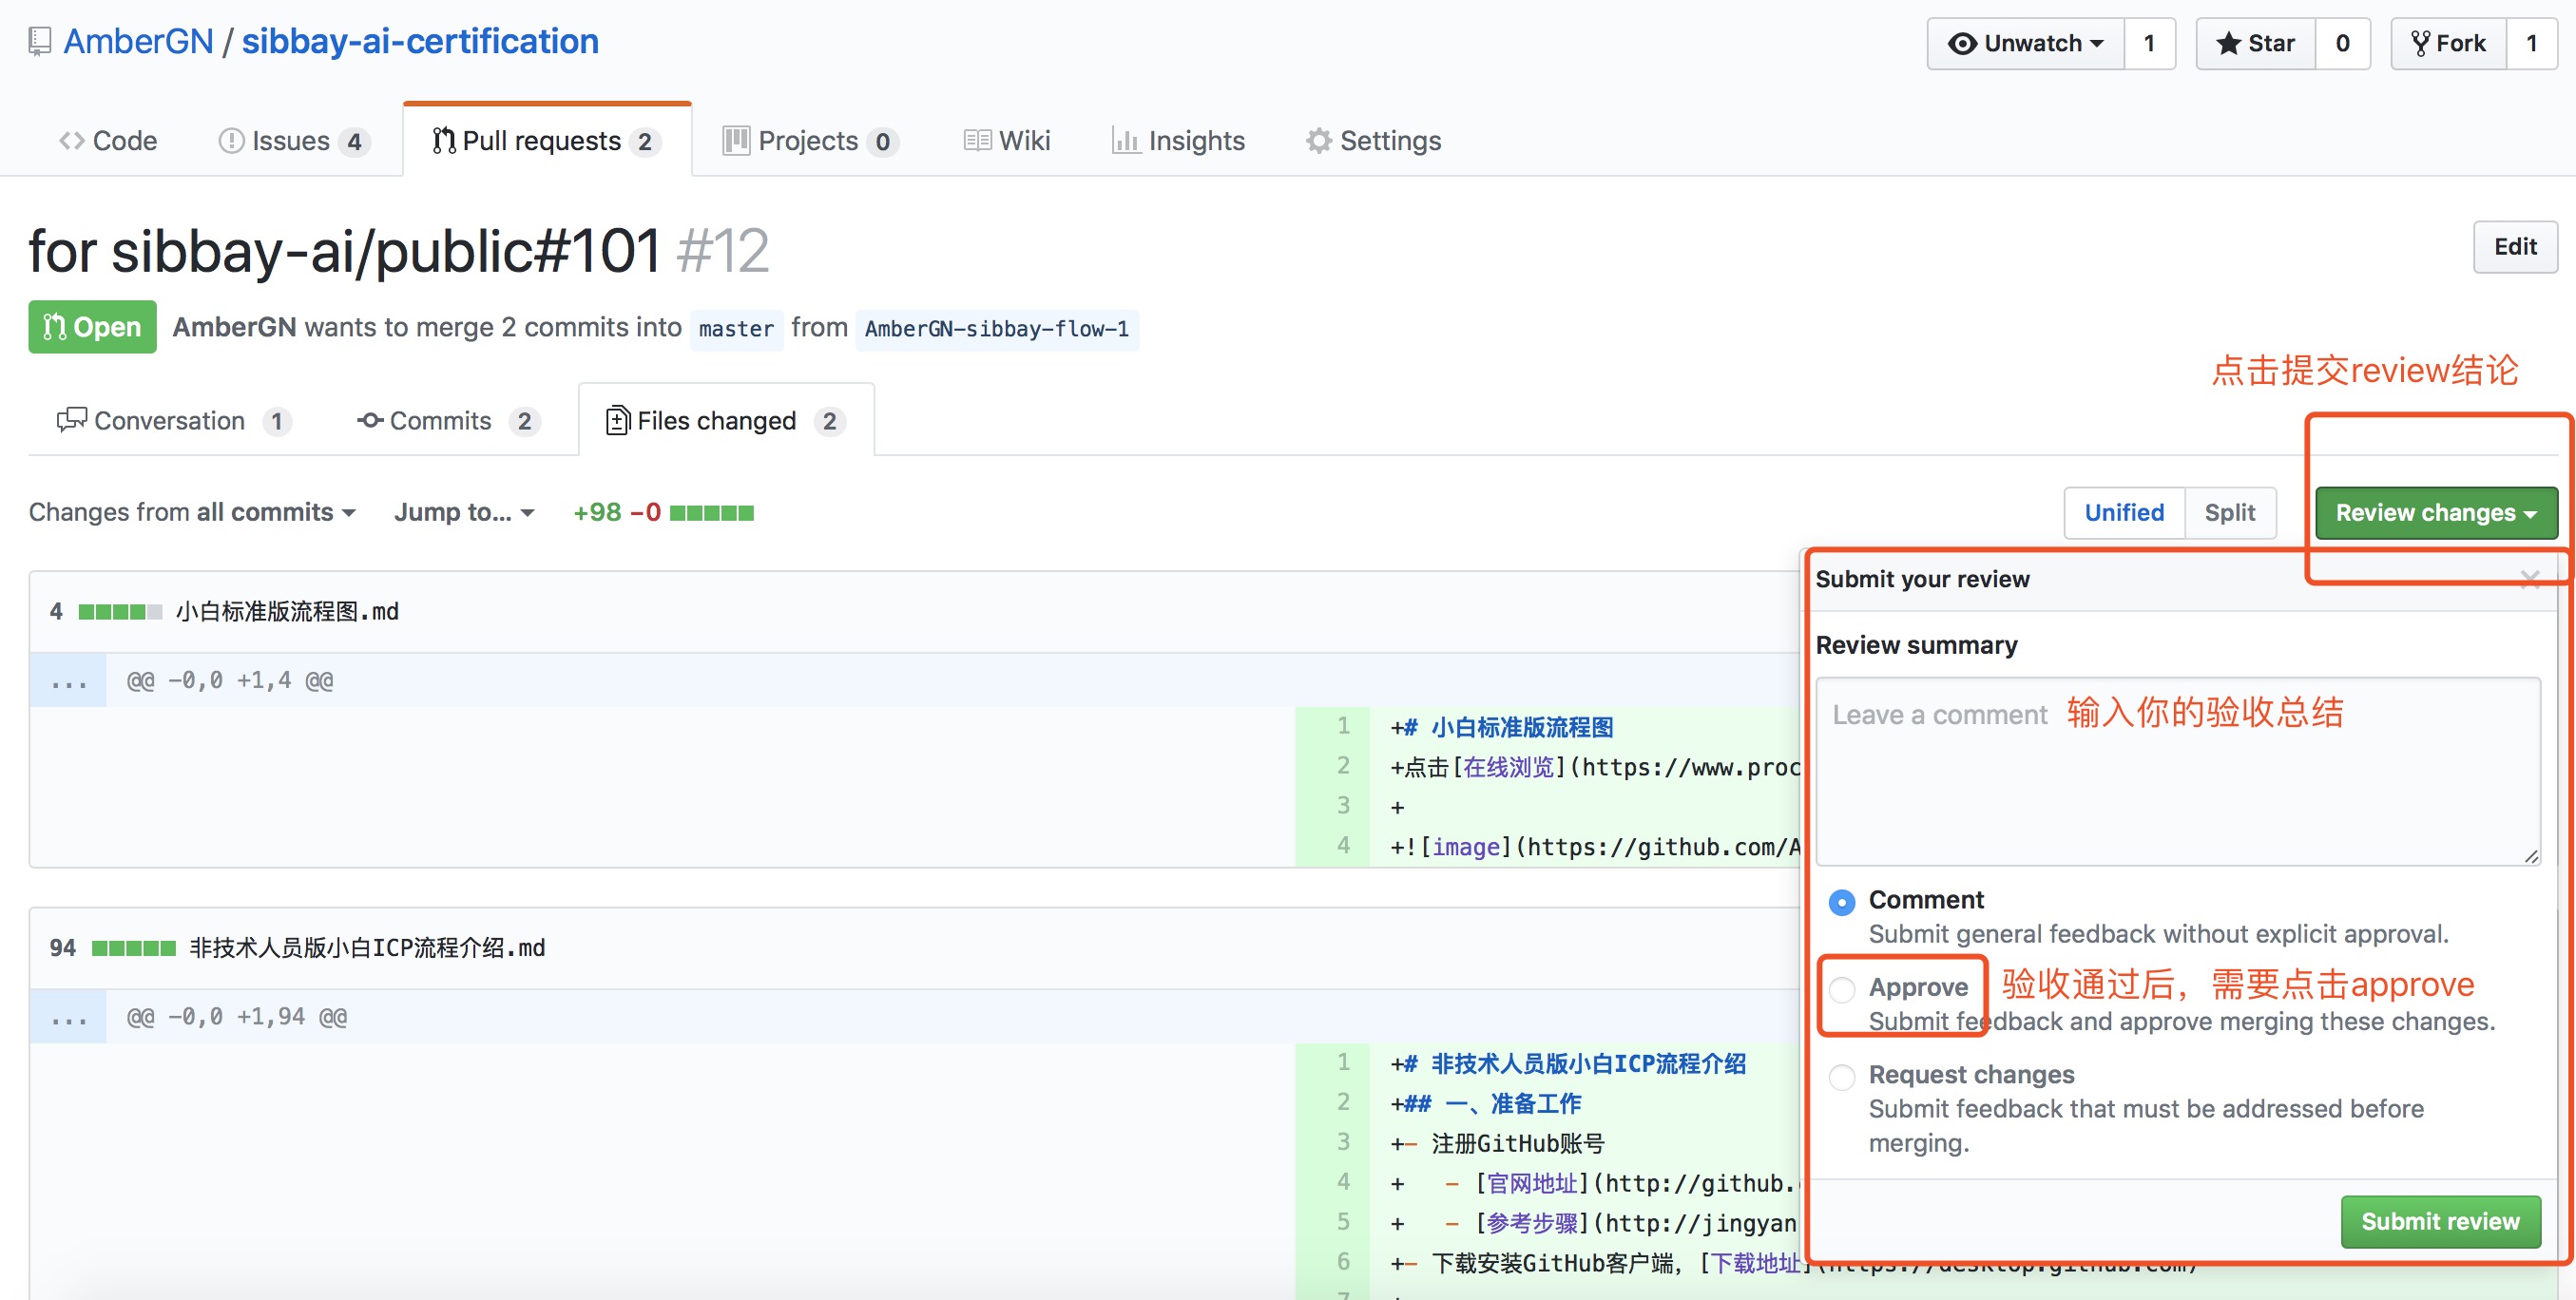 AmberGN / sibbay-ai-certification
Unwatch 1 Star 0 Fork 1
Code Issues 4 Pull requests 2 Projects 0 Wiki Insights Settings
for sibbay-ai/public#101 #12
Edit
Open AmberGN wants to merge 2 commits into master from AmberGN-sibbay-flow-1
点击提交review结论
Conversation 1 Commits 2 Files changed 2
Changes from all commits Jump to... +98 −0
Unified Split Review changes
4 小白标准版流程图.md
... @@ -0,0 +1,4 @@
1 +# 小白标准版流程图
2 +点击[在线浏览](https://www.proc
3 +
4 +![image](https://github.com/A
94 非技术人员版小白ICP流程介绍.md
... @@ -0,0 +1,94 @@
1 +# 非技术人员版小白ICP流程介绍
2 +## 一、准备工作
3 +- 注册GitHub账号
4 + - [官网地址](http://github.
5 + - [参考步骤](http://jingyan
6 +- 下载安装GitHub客户端，[下载地址](https://desktop.github.com/)
Submit your review
Review summary
Leave a comment 输入你的验收总结
Comment
Submit general feedback without explicit approval.
Approve 验收通过后，需要点击approve
Submit feedback and approve merging these changes.
Request changes
Submit feedback that must be addressed before
merging.
Submit review